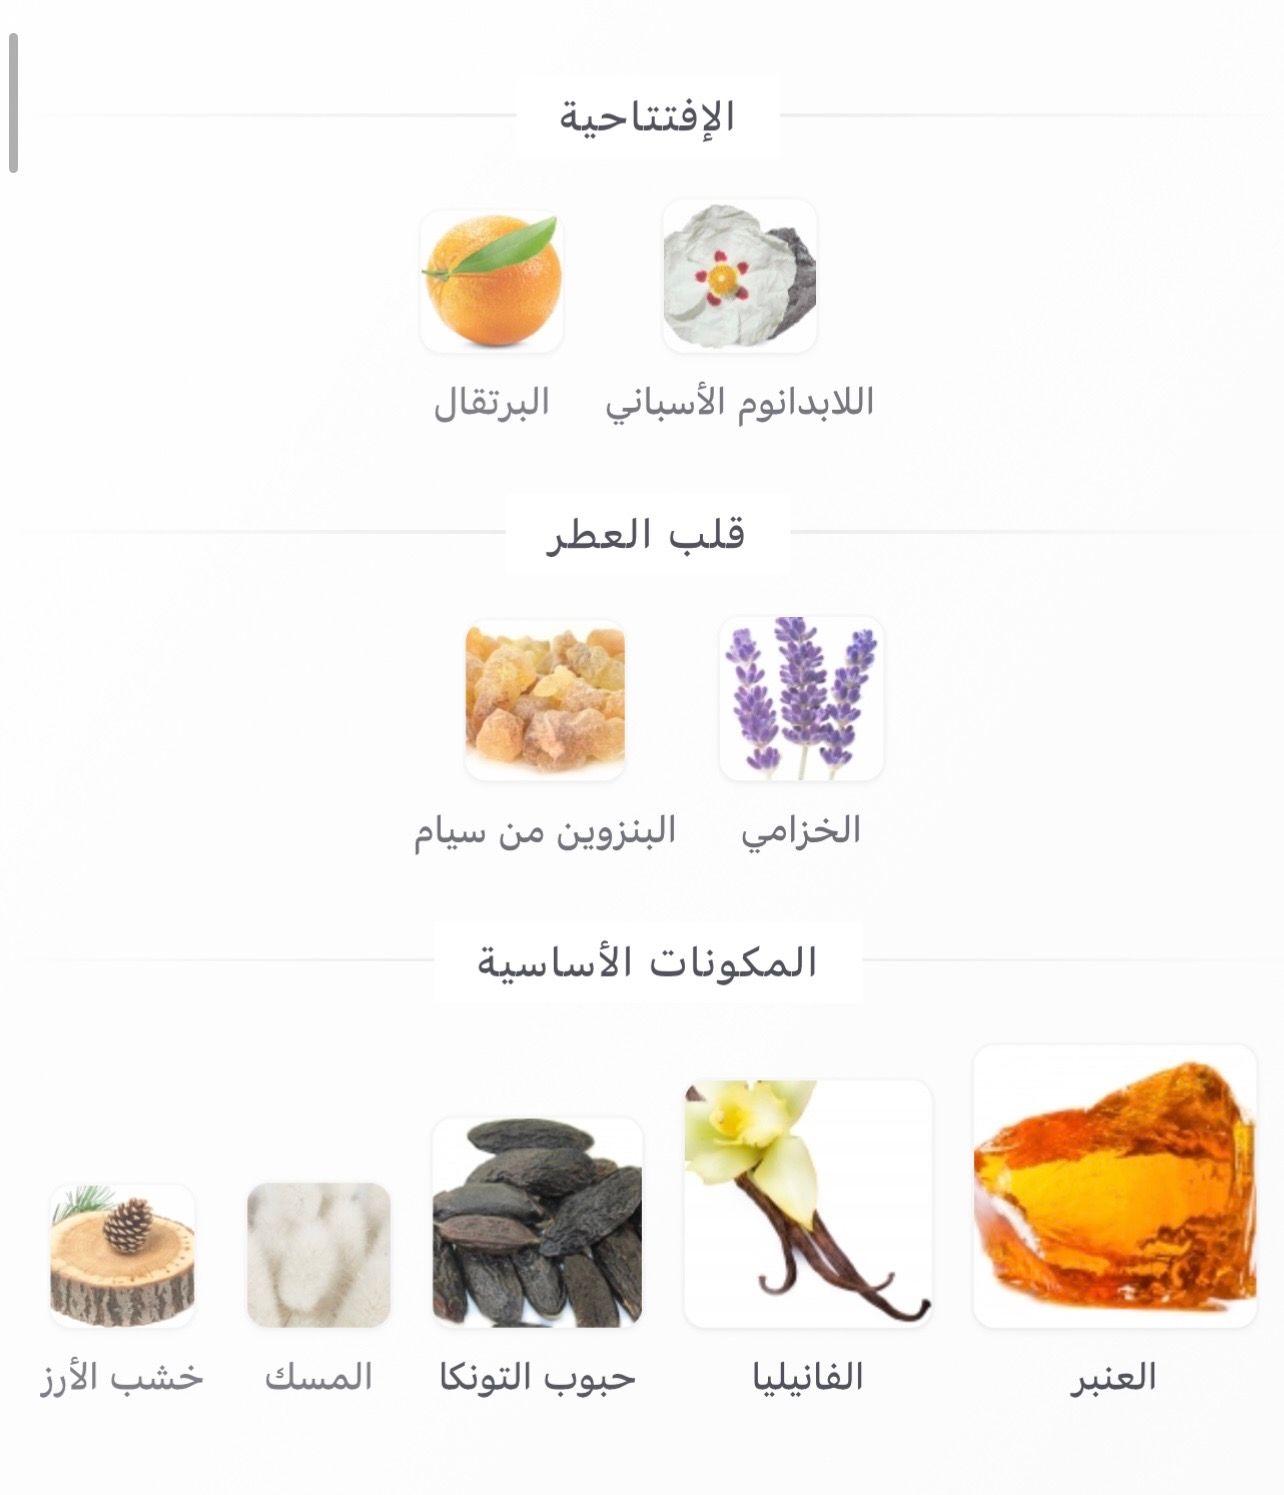 الإفتتاحية
اللابدانوم الأسباني
البرتقال
قلب العطر
الخزامي
البنزوين من سيام
المكونات الأساسية
العنبر
الفانيليا
حبوب التونكا
المسك
خشب الأرز